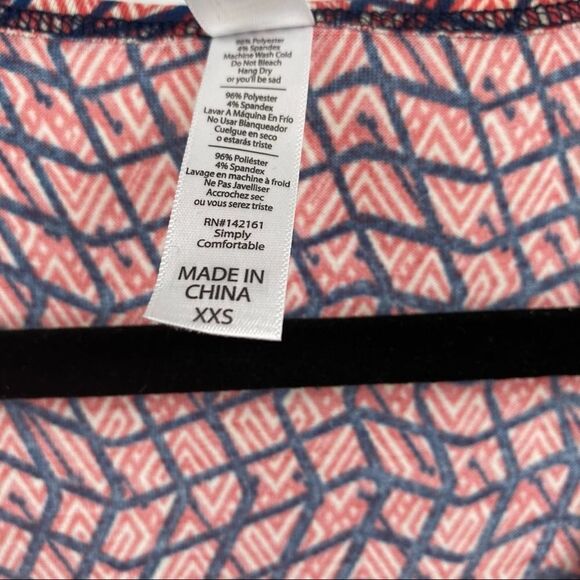 96% Polyester
4% Spandex
Machine Wash Cold
Do Not Bleach
Hang Dry
or you'll be sad
96% Polyester
4% Spandex
Lavar A Máquina En Frío
No Usar Blanqueador
Cuelgue en seco
o estarás triste
96% Poliéster
4% Spandex
Lavage en machine à froid
Ne Pas Javelliser
Accrochez sec
ou vous serez triste
RN#142161
Simply
Comfortable
MADE IN
CHINA
XXS